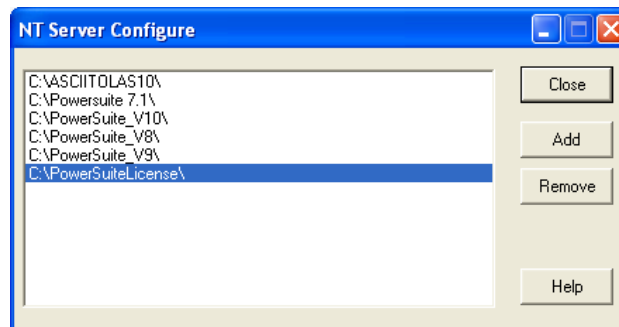 NT Server Configure
C:\ASCIITOLAS10\
C:\Powersuite 7.1\
C:\PowerSuite_V10\
C:\PowerSuite_V8\
C:\PowerSuite_V9\
C:\PowerSuiteLicense\
Close
Add
Remove
Help